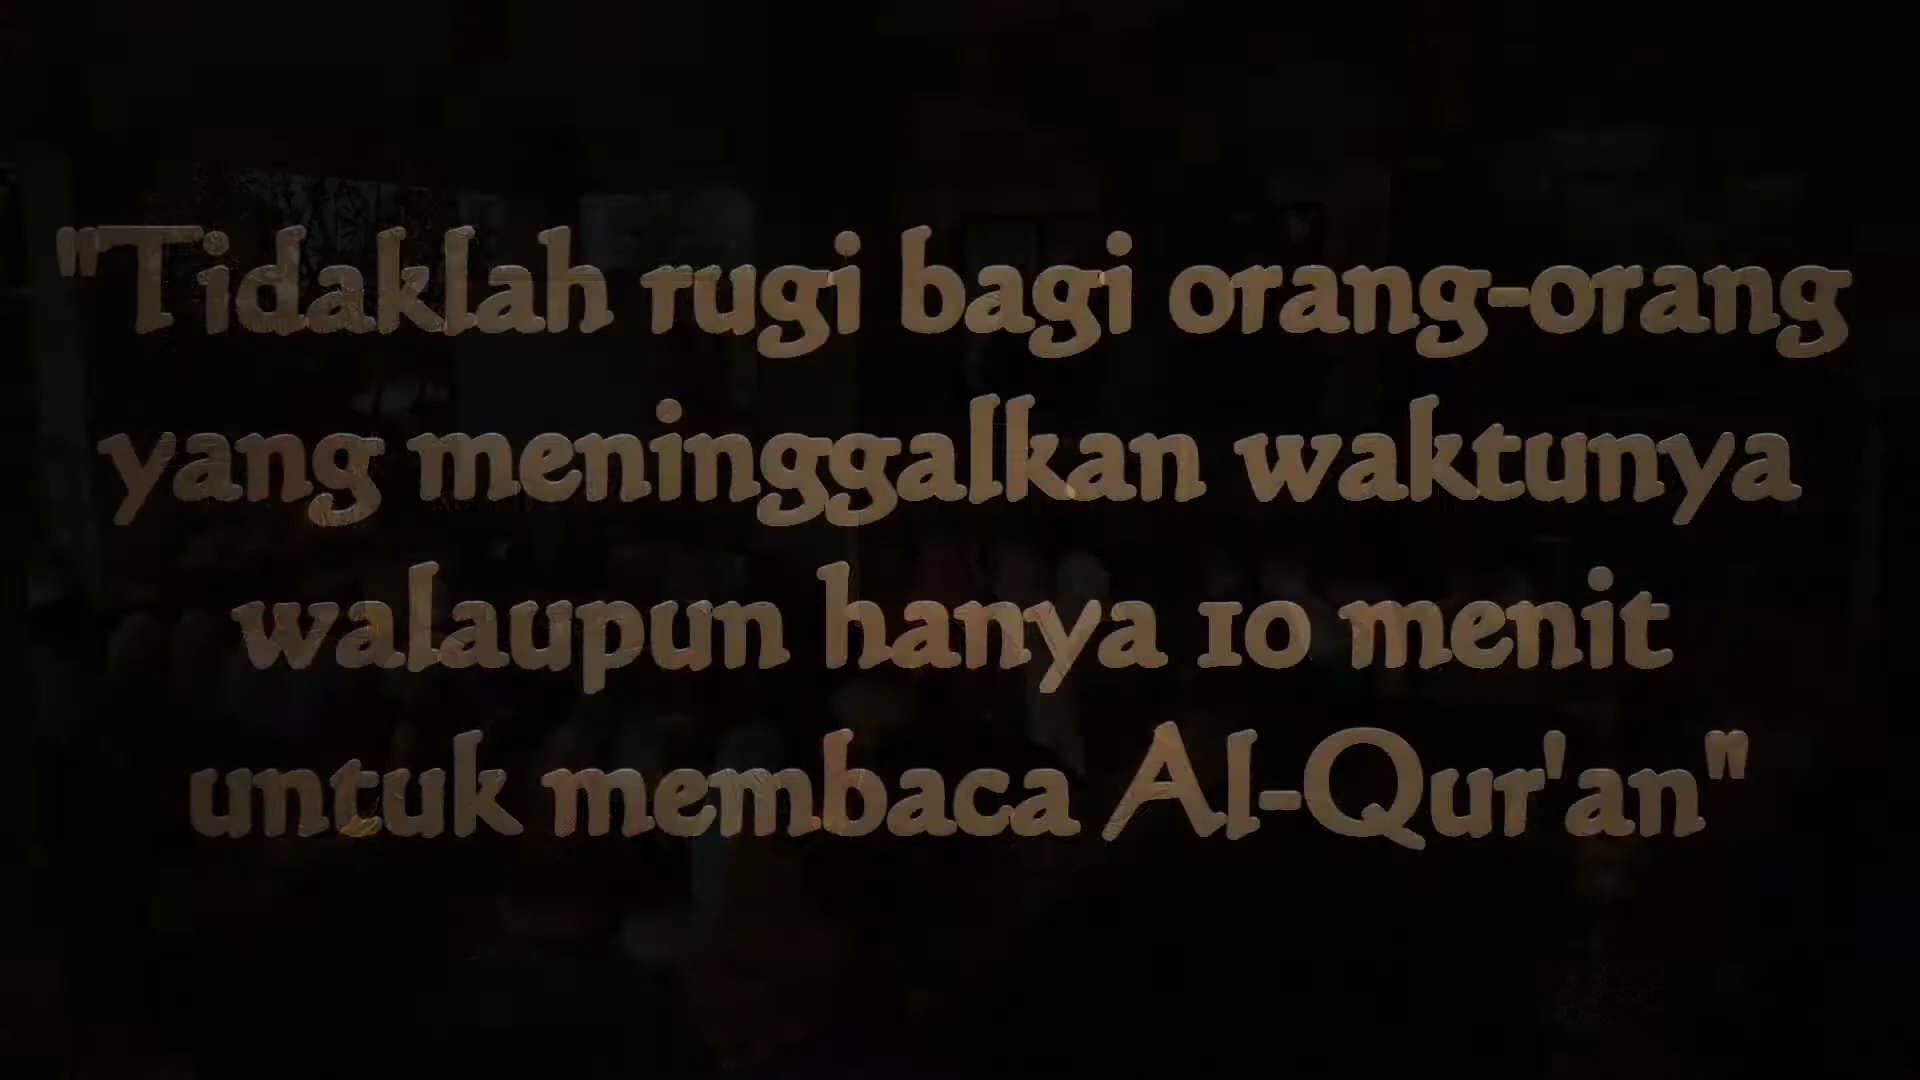 "Tidaklah rugi bagi orang-orang
yang meninggalkan waktunya
walaupun hanya 10 menit
untuk membaca Al-Qur'an"